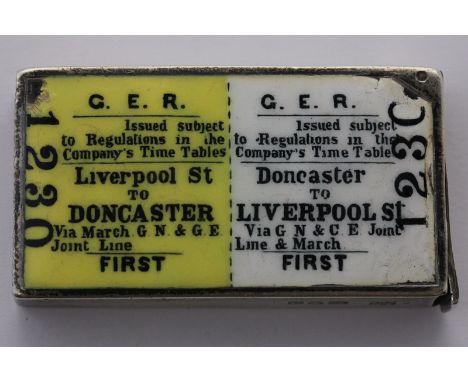 G. E. R.
Issued subject
to Regulations in the
Company's Time Tables
Liverpool St
TO
DONCASTER
Via March G.N. & G.E.
Joint Line
FIRST
1230
G. E. R.
Issued subject
to Regulations in the
Company's Time Tables
Doncaster
TO
LIVERPOOL St
Via G.N & C.E Joint
Line & March
FIRST
1230